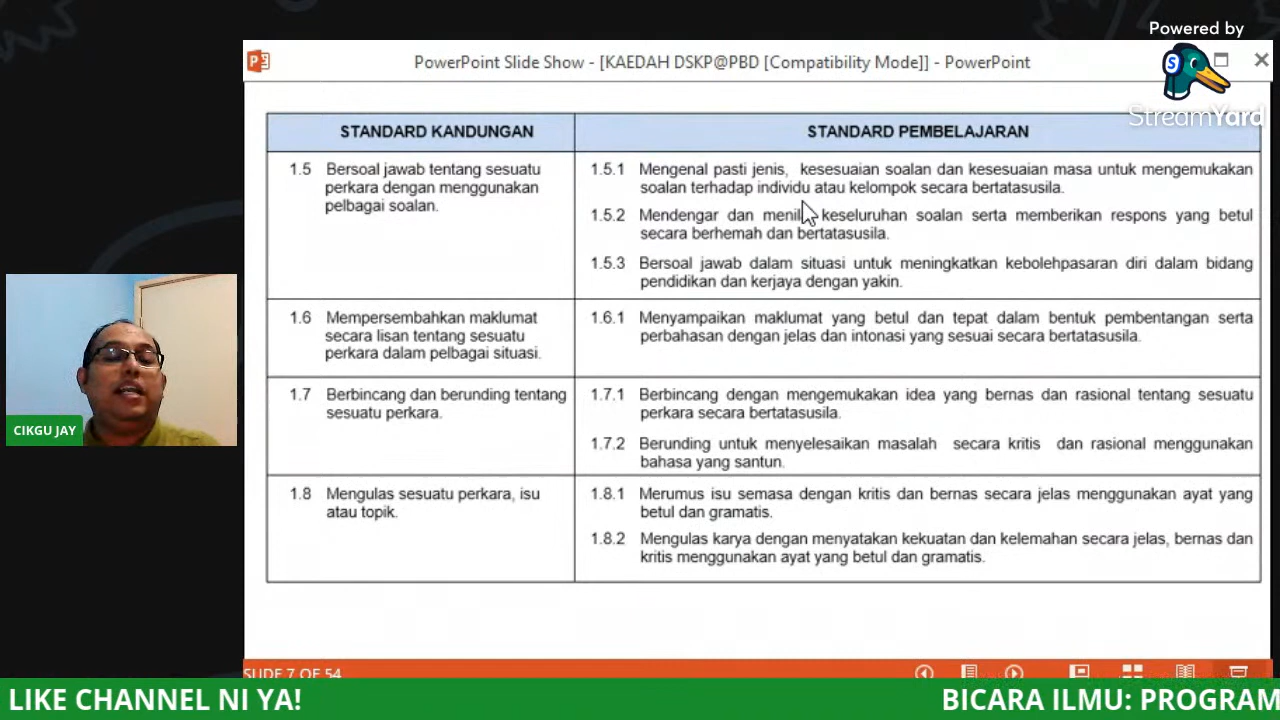 Powered by
StreamYard
PowerPoint Slide Show - [KAEDAH DSKP@PBD [Compatibility Mode]] - PowerPoint
STANDARD KANDUNGAN
STANDARD PEMBELAJARAN
1.5 Bersoal jawab tentang sesuatu
perkara dengan menggunakan
pelbagai soalan.
1.5.1 Mengenal pasti jenis, kesesuaian soalan dan kesesuaian masa untuk mengemukakan
soalan terhadap individu atau kelompok secara bertatasusila.
1.5.2 Mendengar dan menilai keseluruhan soalan serta memberikan respons yang betul
secara berhemah dan bertatasusila.
1.5.3 Bersoal jawab dalam situasi untuk meningkatkan kebolehpasaran diri dalam bidang
pendidikan dan kerjaya dengan yakin.
1.6 Mempersembahkan maklumat
secara lisan tentang sesuatu
perkara dalam pelbagai situasi.
1.6.1 Menyampaikan maklumat yang betul dan tepat dalam bentuk pembentangan serta
perbahasan dengan jelas dan intonasi yang sesuai secara bertatasusila.
1.7 Berbincang dan berunding tentang
sesuatu perkara.
1.7.1 Berbincang dengan mengemukakan idea yang bernas dan rasional tentang sesuatu
perkara secara bertatasusila.
1.7.2 Berunding untuk menyelesaikan masalah secara kritis dan rasional menggunakan
bahasa yang santun.
1.8 Mengulas sesuatu perkara, isu
atau topik.
1.8.1 Merumus isu semasa dengan kritis dan bernas secara jelas menggunakan ayat yang
betul dan gramatis.
1.8.2 Mengulas karya dengan menyatakan kekuatan dan kelemahan secara jelas, bernas dan
kritis menggunakan ayat yang betul dan gramatis.
CIKGU JAY
SLIDE 7 OF 54
LIKE CHANNEL NI YA!
BICARA ILMU: PROGRAM